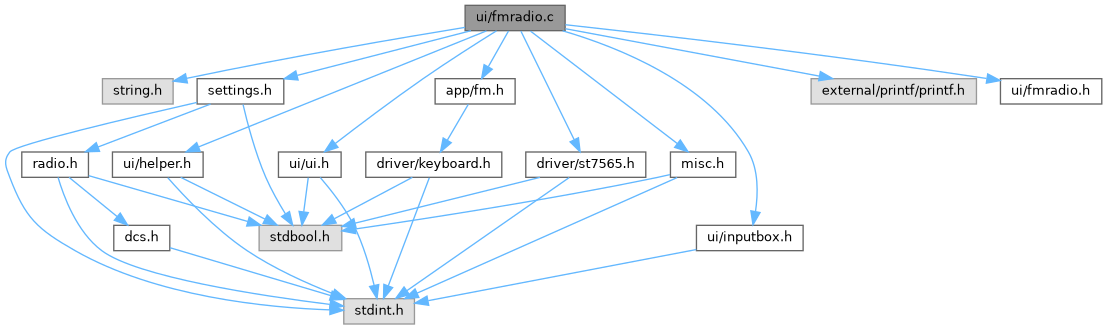 ui/fmradio.c
string.h
settings.h
app/fm.h
external/printf/printf.h
ui/fmradio.h
radio.h
ui/helper.h
ui/ui.h
driver/keyboard.h
driver/st7565.h
misc.h
dcs.h
stdbool.h
ui/inputbox.h
stdint.h